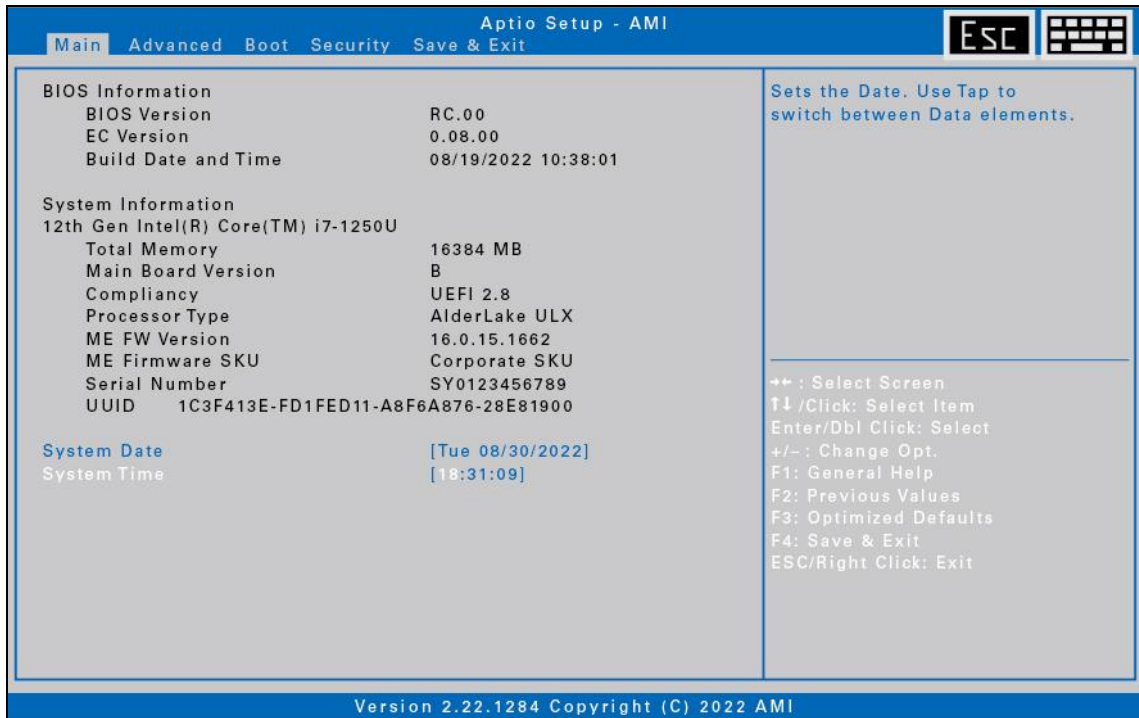 Aptio Setup - AMI
Main Advanced Boot Security Save & Exit
Esc
BIOS Information
BIOS Version RC.00
EC Version 0.08.00
Build Date and Time 08/19/2022 10:38:01
System Information
12th Gen Intel(R) Core(TM) i7-1250U
Total Memory 16384 MB
Main Board Version B
Compliancy UEFI 2.8
Processor Type AlderLake ULX
ME FW Version 16.0.15.1662
ME Firmware SKU Corporate SKU
Serial Number SY0123456789
UUID 1C3F413E-FD1FED11-A8F6A876-28E81900
System Date [Tue 08/30/2022]
System Time [18:31:09]
Sets the Date. Use Tap to
switch between Data elements.
→← : Select Screen
↑↓ /Click: Select Item
Enter/Dbl Click: Select
+/− : Change Opt.
F1: General Help
F2: Previous Values
F3: Optimized Defaults
F4: Save & Exit
ESC/Right Click: Exit
Version 2.22.1284 Copyright (C) 2022 AMI